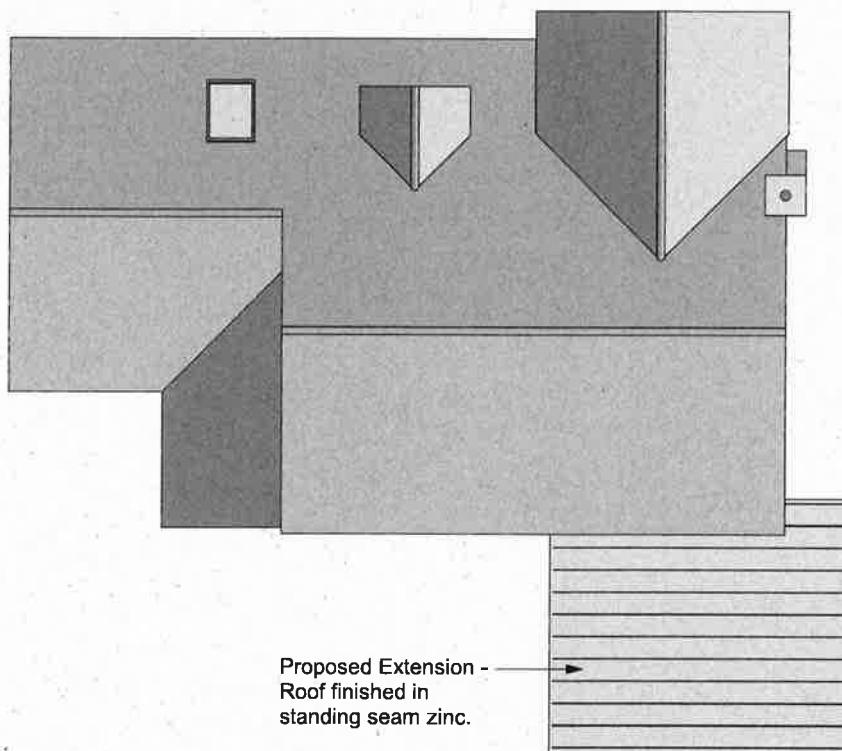 Proposed Extension -
Roof finished in
standing seam zinc.